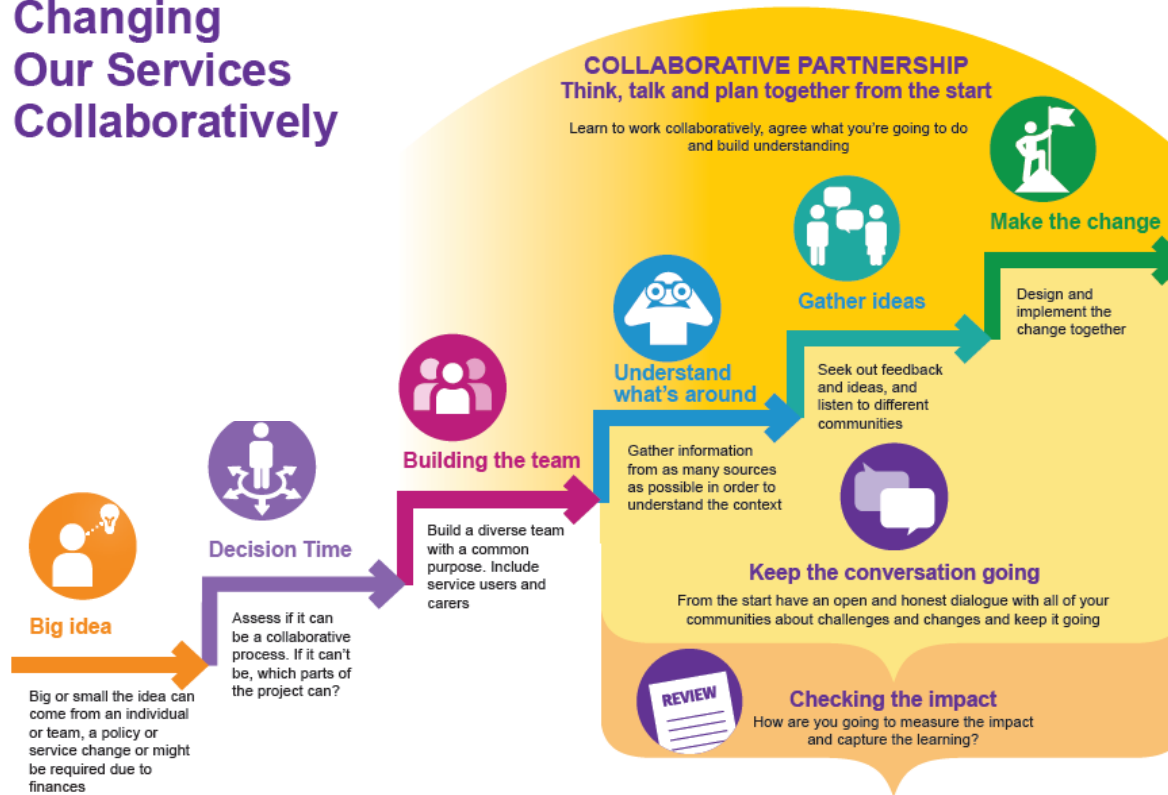 Changing
Our Services
Collaboratively
COLLABORATIVE PARTNERSHIP
Think, talk and plan together from the start
Learn to work collaboratively, agree what you're going to do
and build understanding
Big idea
Big or small the idea can
come from an individual
or team, a policy or
service change or might
be required due to
finances
Decision Time
Assess if it can
be a collaborative
process. If it can't
be, which parts of
the project can?
Building the team
Build a diverse team
with a common
purpose. Include
service users and
carers
Understand
what's around
Gather information
from as many sources
as possible in order to
understand the context
Gather ideas
Seek out feedback
and ideas, and
listen to different
communities
Make the change
Design and
implement the
change together
Keep the conversation going
From the start have an open and honest dialogue with all of your
communities about challenges and changes and keep it going
REVIEW
Checking the impact
How are you going to measure the impact
and capture the learning?